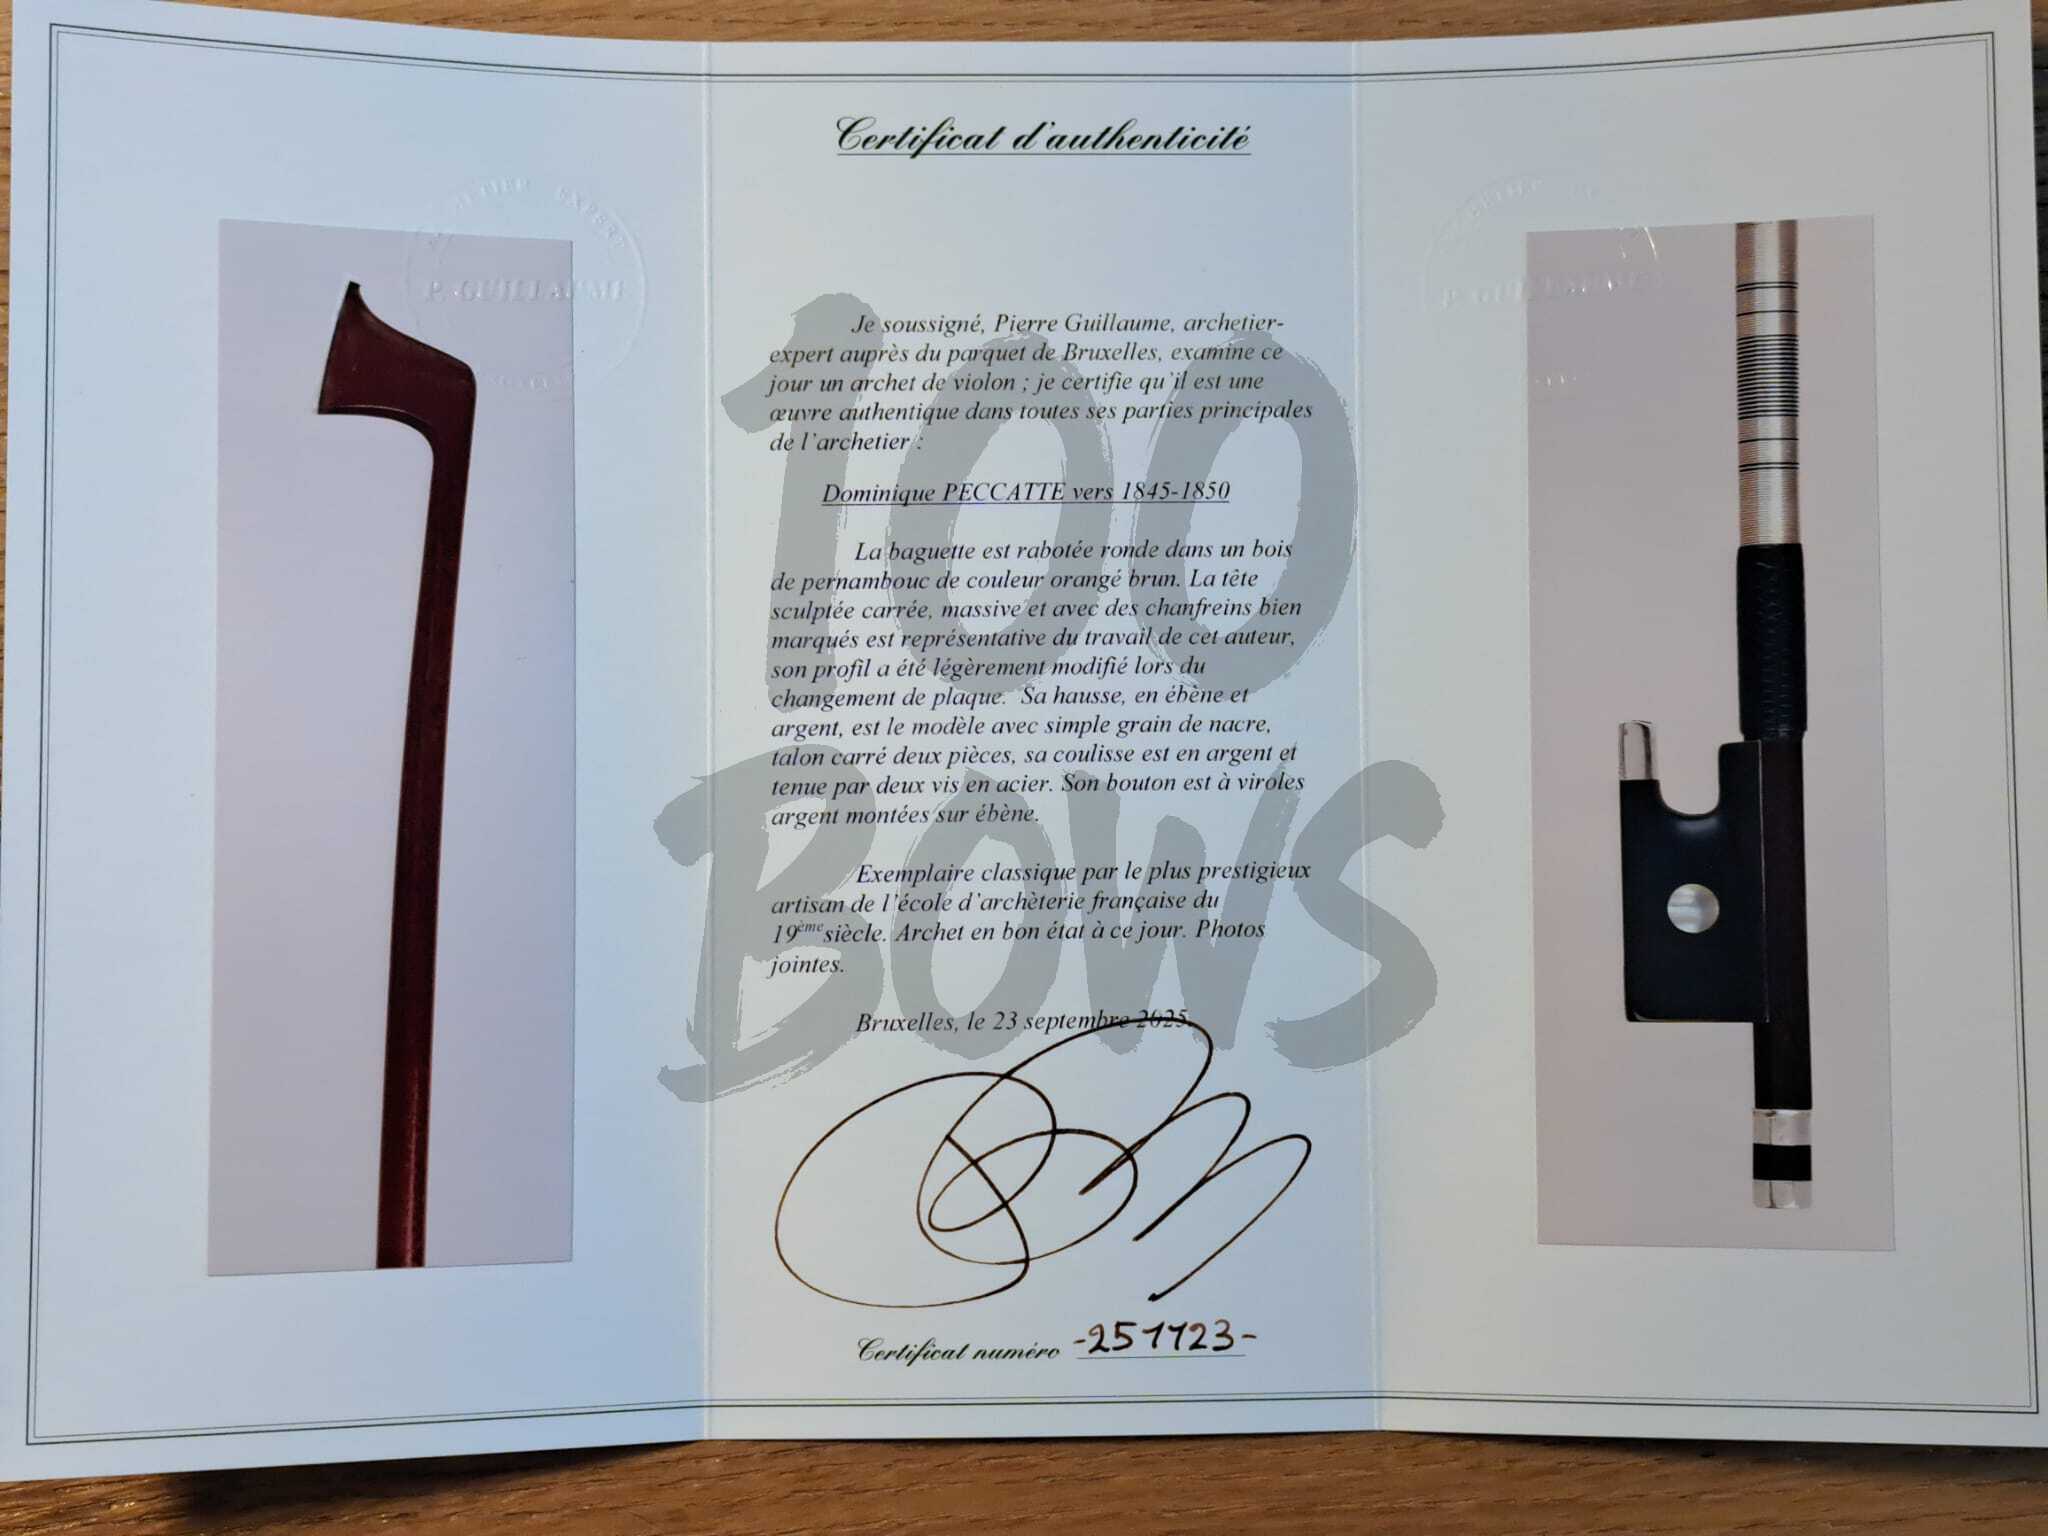 Certificat d'authenticité
ARCHETIER EXPERT
P. GUILLAUME
P. GUILLAUME
Je soussigné, Pierre Guillaume, archetier-
expert auprès du parquet de Bruxelles, examine ce
jour un archet de violon ; je certifie qu'il est une
œuvre authentique dans toutes ses parties principales
de l'archetier :
Dominique PECCATTE vers 1845-1850
La baguette est rabotée ronde dans un bois
de pernambouc de couleur orangé brun. La tête
sculptée carrée, massive et avec des chanfreins bien
marqués est représentative du travail de cet auteur,
son profil a été légèrement modifié lors du
changement de plaque. Sa hausse, en ébène et
argent, est le modèle avec simple grain de nacre,
talon carré deux pièces, sa coulisse est en argent et
tenue par deux vis en acier. Son bouton est à viroles
argent montées sur ébène.
Exemplaire classique par le plus prestigieux
artisan de l'école d'archèterie française du
19ème siècle. Archet en bon état à ce jour. Photos
jointes.
Bruxelles, le 23 septembre 2025.
Certificat numéro -251123-
100
BOWS